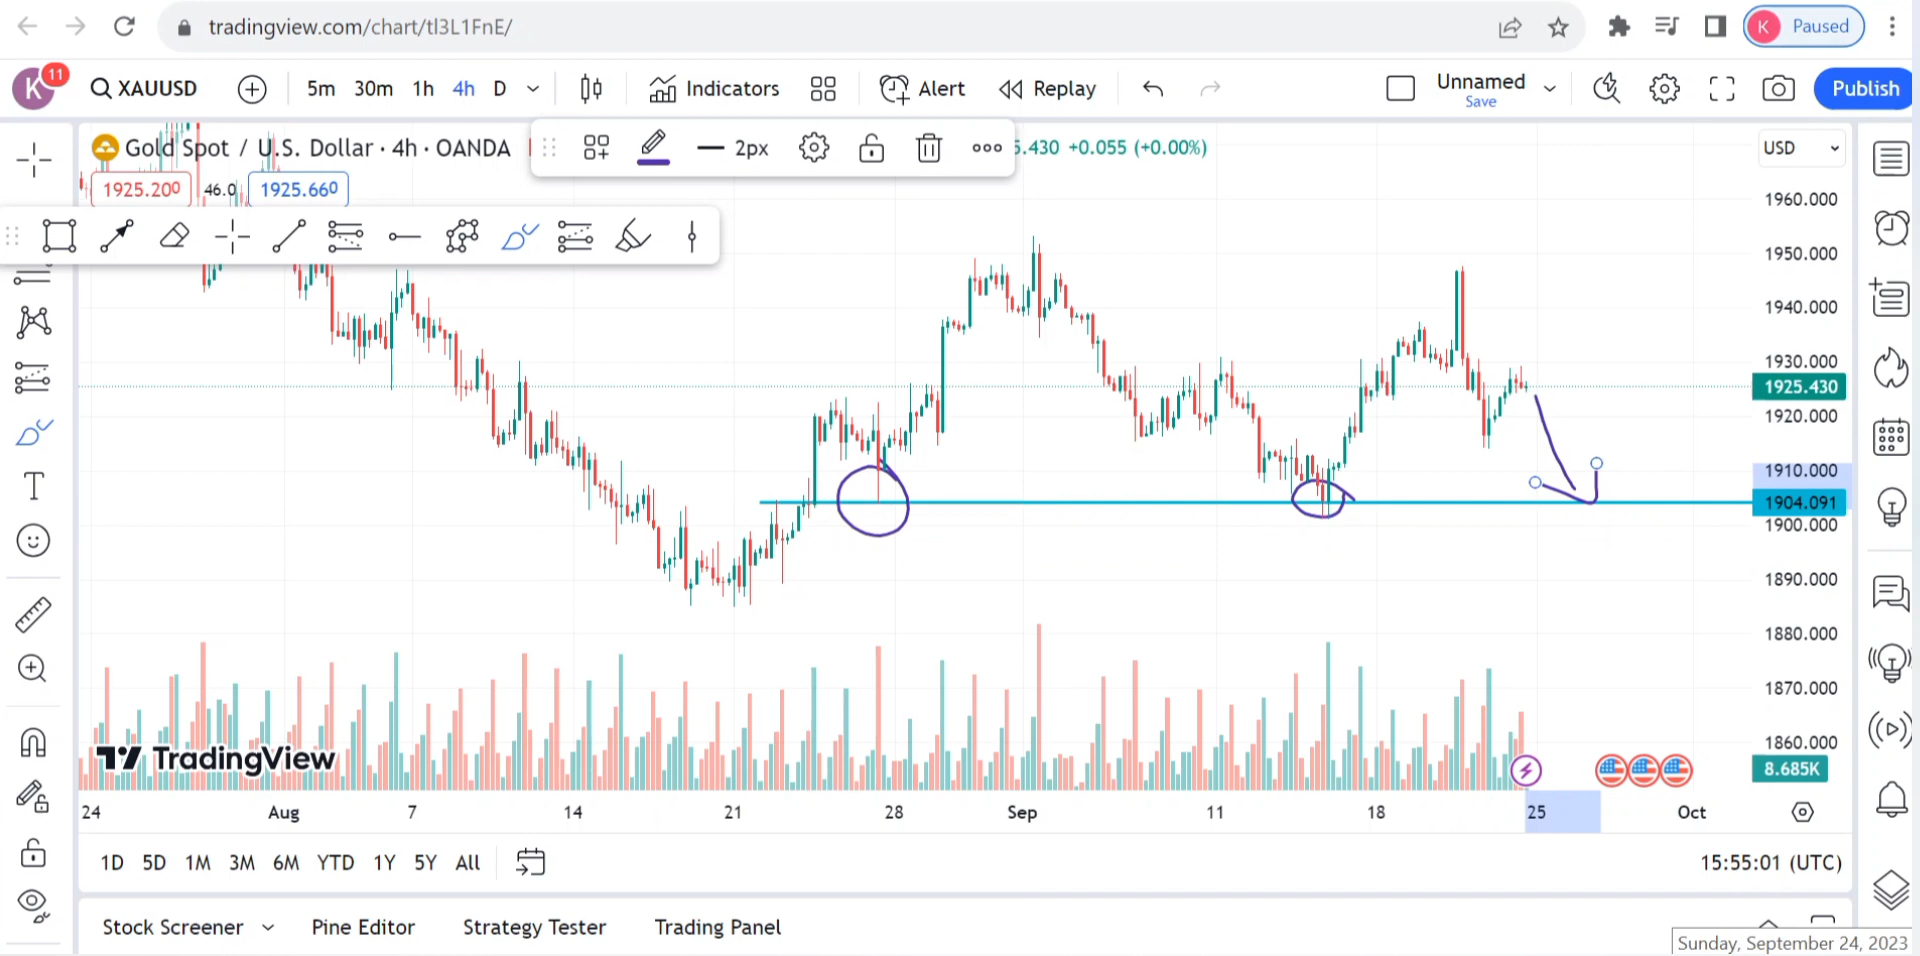 tradingview.com/chart/tl3L1FnE/
K Paused
K 11 XAUUSD 5m 30m 1h 4h D Indicators Alert Replay Unnamed Save Publish
Gold Spot / U.S. Dollar · 4h · OANDA 2px 5.430 +0.055 (+0.00%) USD
1925.200 46.0 1925.660
1960.000
1950.000
1940.000
1930.000
1925.430
1920.000
1910.000
1904.091
1900.000
1890.000
1880.000
1870.000
1860.000
TradingView 8.685K
24 Aug 7 14 21 28 Sep 11 18 25 Oct
1D 5D 1M 3M 6M YTD 1Y 5Y All 15:55:01 (UTC)
Stock Screener Pine Editor Strategy Tester Trading Panel
Sunday, September 24, 2023